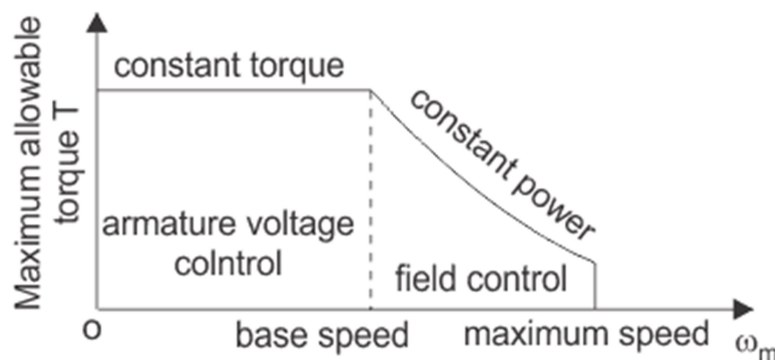 Maximum allowable
torque T
constant torque
constant power
armature voltage
colntrol
field control
O
base speed
maximum speed
ωm